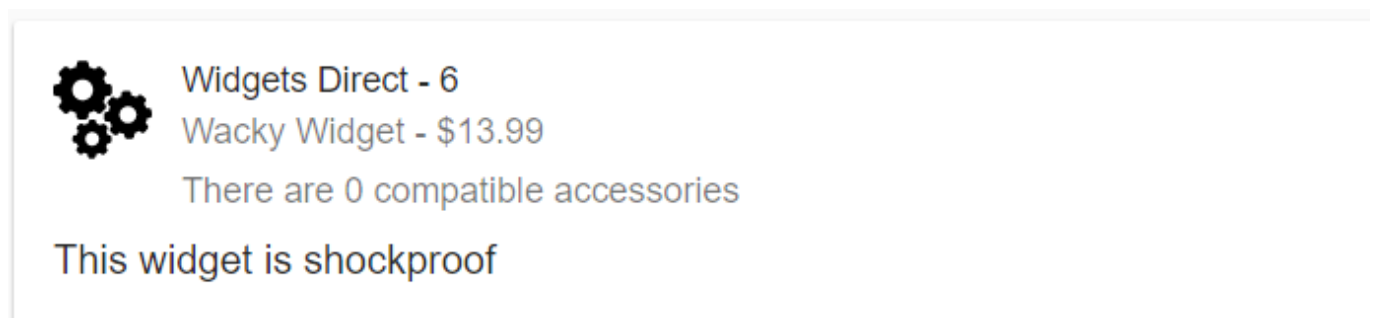 Widgets Direct - 6
Wacky Widget - $13.99
There are 0 compatible accessories
This widget is shockproof